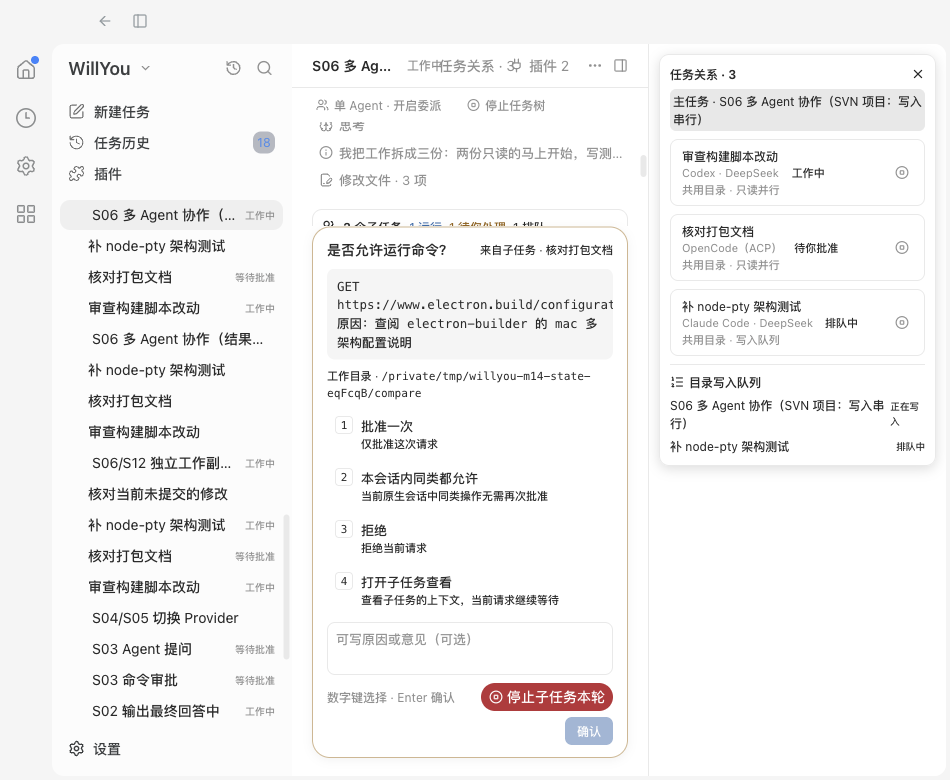 WillYou
新建任务
任务历史
18
插件
S06 多 Agent 协作（... 工作中
补 node-pty 架构测试
核对打包文档 等待批准
审查构建脚本改动 工作中
S06 多 Agent 协作（结果...
补 node-pty 架构测试
核对打包文档
审查构建脚本改动
S06/S12 独立工作副... 工作中
核对当前未提交的修改
补 node-pty 架构测试 工作中
核对打包文档 等待批准
审查构建脚本改动 工作中
S04/S05 切换 Provider
S03 Agent 提问 等待批准
S03 命令审批 等待批准
S02 输出最终回答中 工作中
设置
S06 多 Ag... 工作中 任务关系 · 3 插件 2
单 Agent · 开启委派 停止任务树
思考
我把工作拆成三份：两份只读的马上开始，写测...
修改文件 · 3 项
3 个子任务 1 运行 1 待你处理 1 排队
是否允许运行命令？ 来自子任务 · 核对打包文档
GET
https://www.electron.build/configurat
原因：查阅 electron-builder 的 mac 多
架构配置说明
工作目录 · /private/tmp/willyou-m14-state-
eqFcqB/compare
1 批准一次
仅批准这次请求
2 本会话内同类都允许
当前原生会话中同类操作无需再次批准
3 拒绝
拒绝当前请求
4 打开子任务查看
查看子任务的上下文，当前请求继续等待
可写原因或意见（可选）
数字键选择 · Enter 确认
停止子任务本轮
确认
任务关系 · 3
主任务 · S06 多 Agent 协作（SVN 项目：写入
串行）
审查构建脚本改动
Codex · DeepSeek 工作中
共用目录 · 只读并行
核对打包文档
OpenCode（ACP） 待你批准
共用目录 · 只读并行
补 node-pty 架构测试
Claude Code · DeepSeek 排队中
共用目录 · 写入队列
目录写入队列
S06 多 Agent 协作（SVN 项目：写入串 正在写
行） 入
补 node-pty 架构测试 排队中